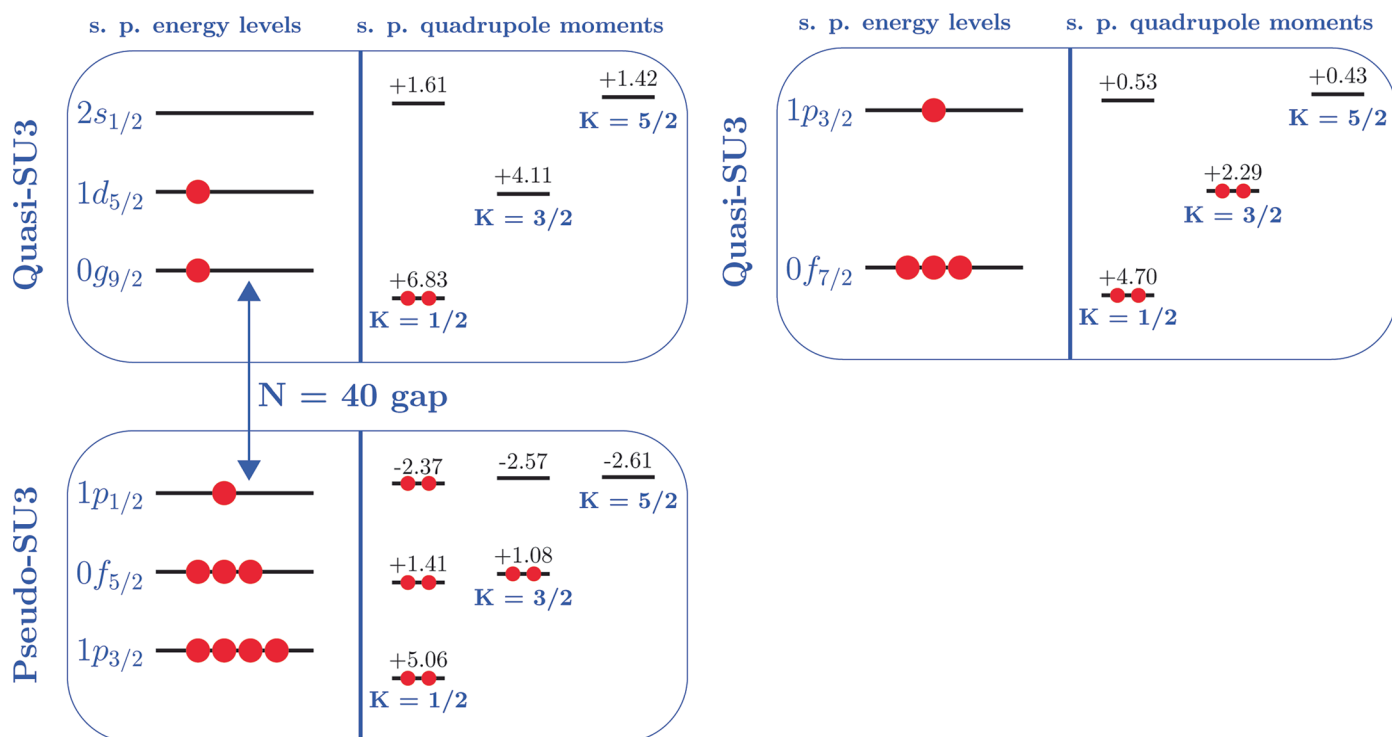 s. p. energy levels
s. p. quadrupole moments
Quasi-SU3
2s1/2
1d5/2
0g9/2
+1.61
+1.42
K = 5/2
+4.11
K = 3/2
+6.83
K = 1/2
N = 40 gap
Pseudo-SU3
1p1/2
0f5/2
1p3/2
-2.37
-2.57
-2.61
K = 5/2
+1.41
+1.08
K = 3/2
+5.06
K = 1/2
s. p. energy levels
s. p. quadrupole moments
Quasi-SU3
1p3/2
0f7/2
+0.53
+0.43
K = 5/2
+2.29
K = 3/2
+4.70
K = 1/2